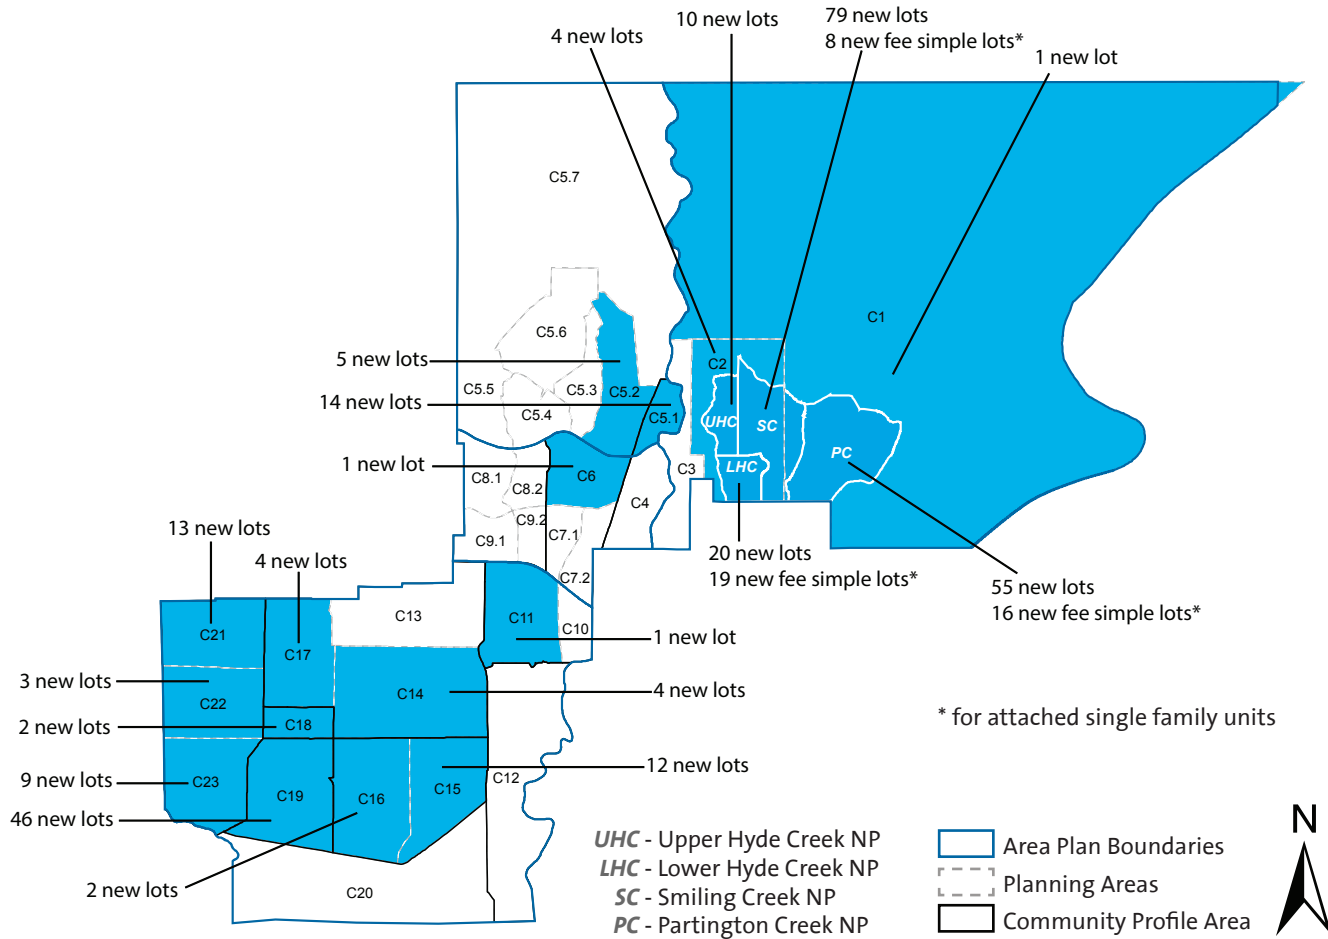 10 new lots
79 new lots
8 new fee simple lots*
4 new lots
1 new lot
C5.7
C1
C5.6
C2
5 new lots
C5.5
C5.3
C5.2
14 new lots
C5.4
C5.1
UHC
SC
PC
LHC
1 new lot
C8.1
C6
C3
C8.2
C4
C9.2
C9.1
C7.1
13 new lots
4 new lots
20 new lots
19 new fee simple lots*
C7.2
55 new lots
16 new fee simple lots*
C13
C11
C10
1 new lot
C21
C17
3 new lots
C22
C14
4 new lots
2 new lots
C18
* for attached single family units
9 new lots
C23
C19
C16
C15
C12
12 new lots
46 new lots
2 new lots
C20
UHC - Upper Hyde Creek NP
LHC - Lower Hyde Creek NP
SC - Smiling Creek NP
PC - Partington Creek NP
Area Plan Boundaries
Planning Areas
Community Profile Area
N